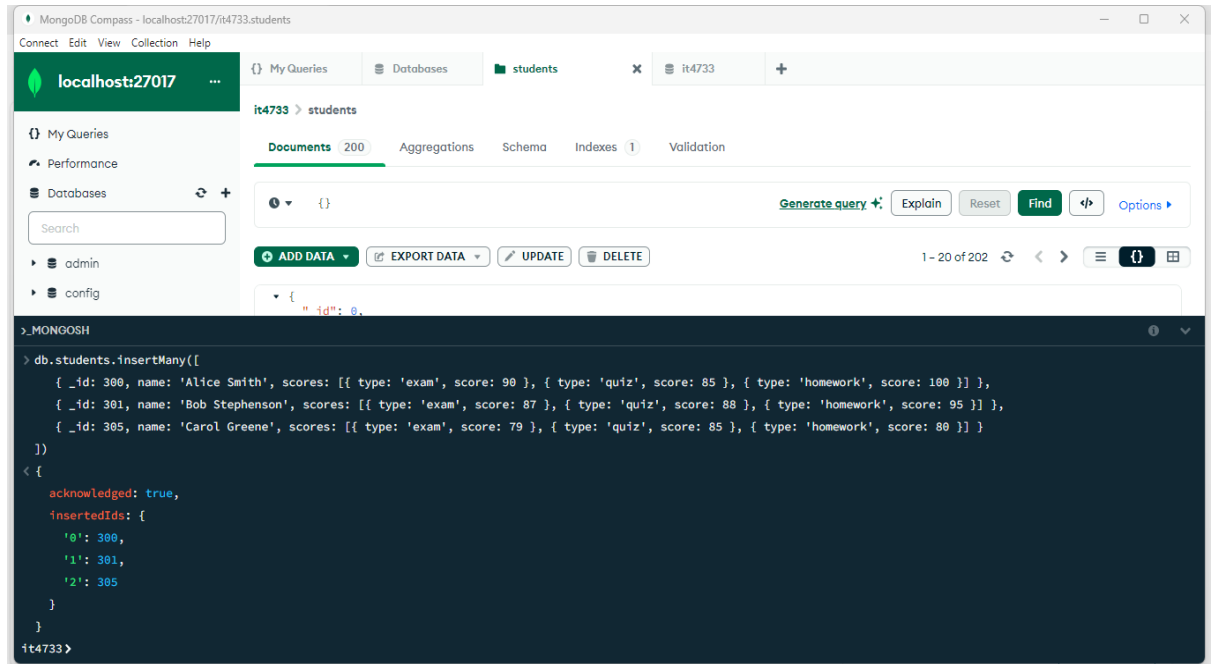 MongoDB Compass - localhost:27017/it4733.students
Connect Edit View Collection Help
localhost:27017 ...
{} My Queries Databases students it4733
it4733 > students
{} My Queries
Performance
Databases
Search
admin
config
Documents 200 Aggregations Schema Indexes 1 Validation
{} Generate query Explain Reset Find </> Options
ADD DATA EXPORT DATA UPDATE DELETE 1 – 20 of 202 {}
{
"_id": 0,
>_MONGOSH
> db.students.insertMany([
{ _id: 300, name: 'Alice Smith', scores: [{ type: 'exam', score: 90 }, { type: 'quiz', score: 85 }, { type: 'homework', score: 100 }] },
{ _id: 301, name: 'Bob Stephenson', scores: [{ type: 'exam', score: 87 }, { type: 'quiz', score: 88 }, { type: 'homework', score: 95 }] },
{ _id: 305, name: 'Carol Greene', scores: [{ type: 'exam', score: 79 }, { type: 'quiz', score: 85 }, { type: 'homework', score: 80 }] }
])
< {
acknowledged: true,
insertedIds: {
'0': 300,
'1': 301,
'2': 305
}
}
it4733>